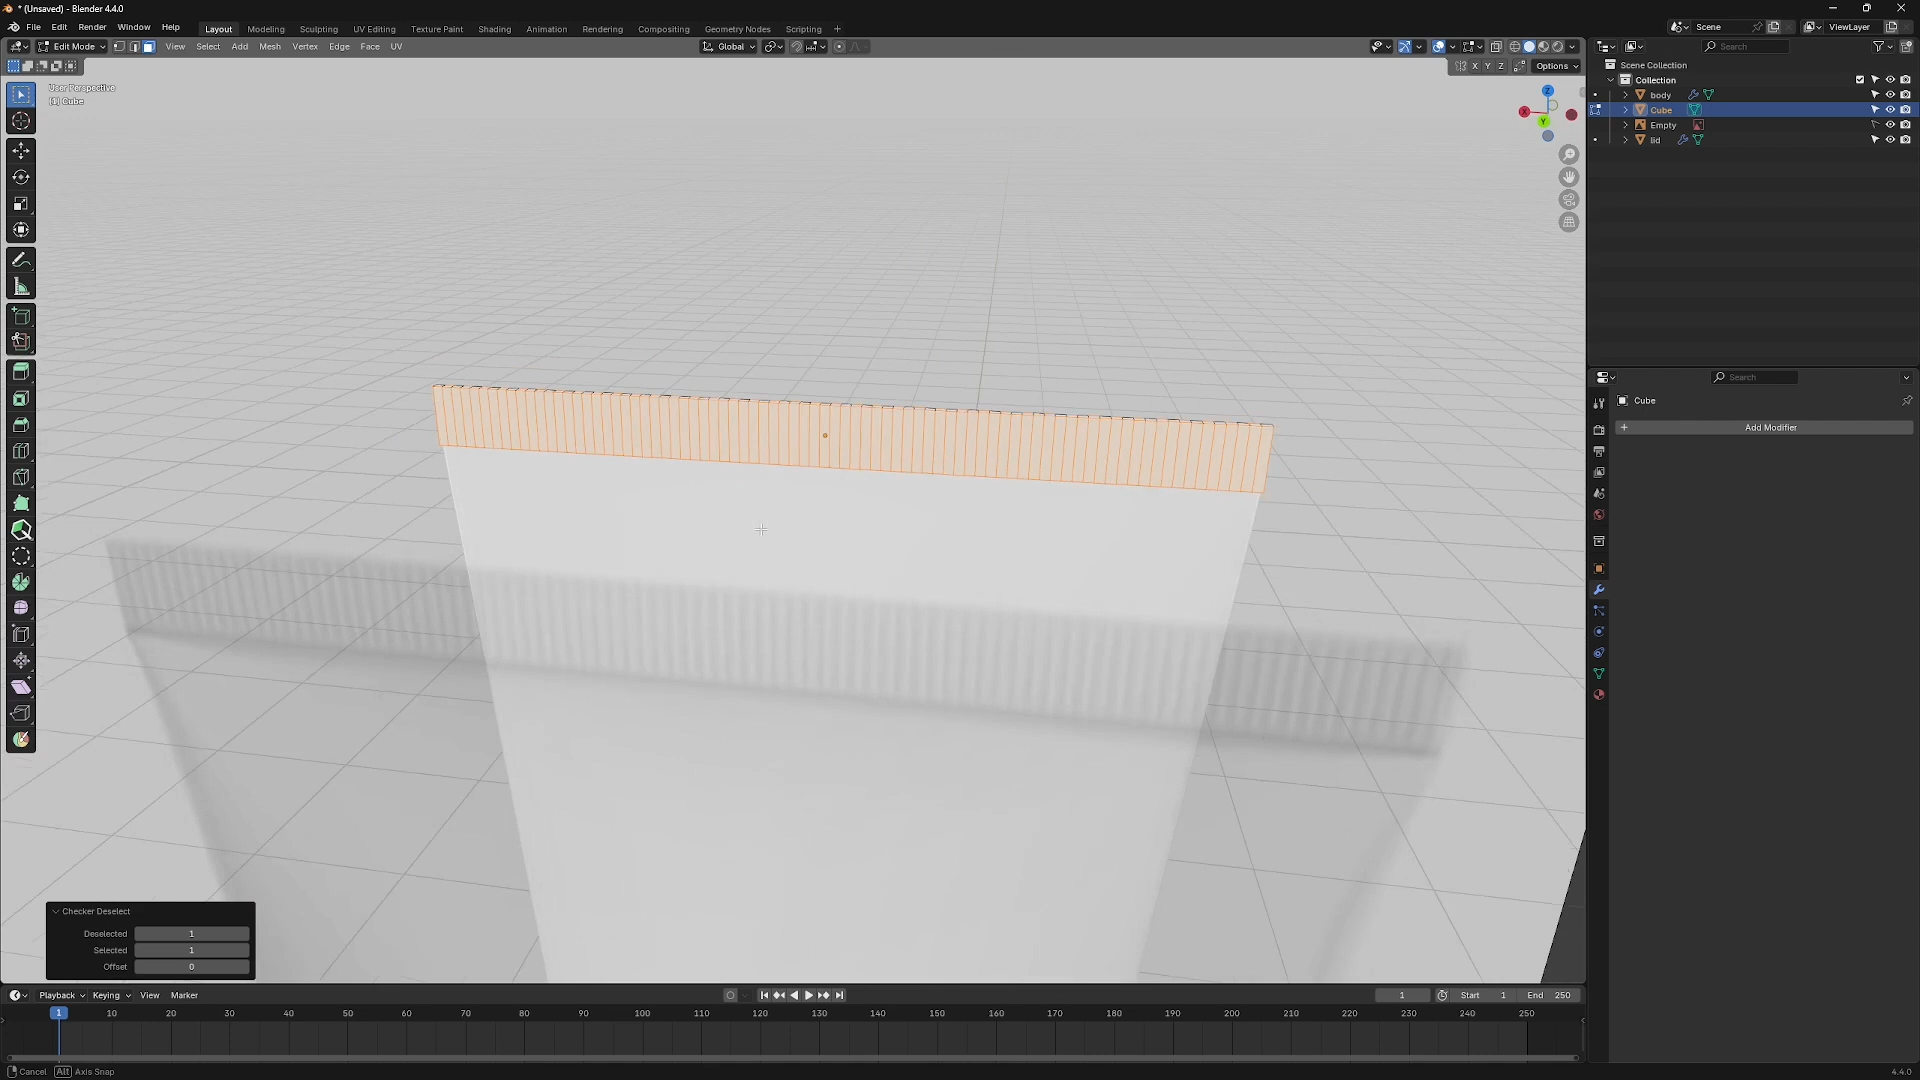 * (Unsaved) - Blender 4.4.0
File Edit Render Window Help Layout Modeling Sculpting UV Editing Texture Paint Shading Animation Rendering Compositing Geometry Nodes Scripting + Scene ViewLayer
Edit Mode View Select Add Mesh Vertex Edge Face UV Global Search
X Y Z Options
User Perspective
(1) Cube
Scene Collection
Collection
body
Cube
Empty
lid
Z
X
Y
Search
Cube
+ Add Modifier
Checker Deselect
Deselected 1
Selected 1
Offset 0
Playback Keying View Marker 1 Start 1 End 250
1 10 20 30 40 50 60 70 80 90 100 110 120 130 140 150 160 170 180 190 200 210 220 230 240 250
Cancel Alt Axis Snap 4.4.0